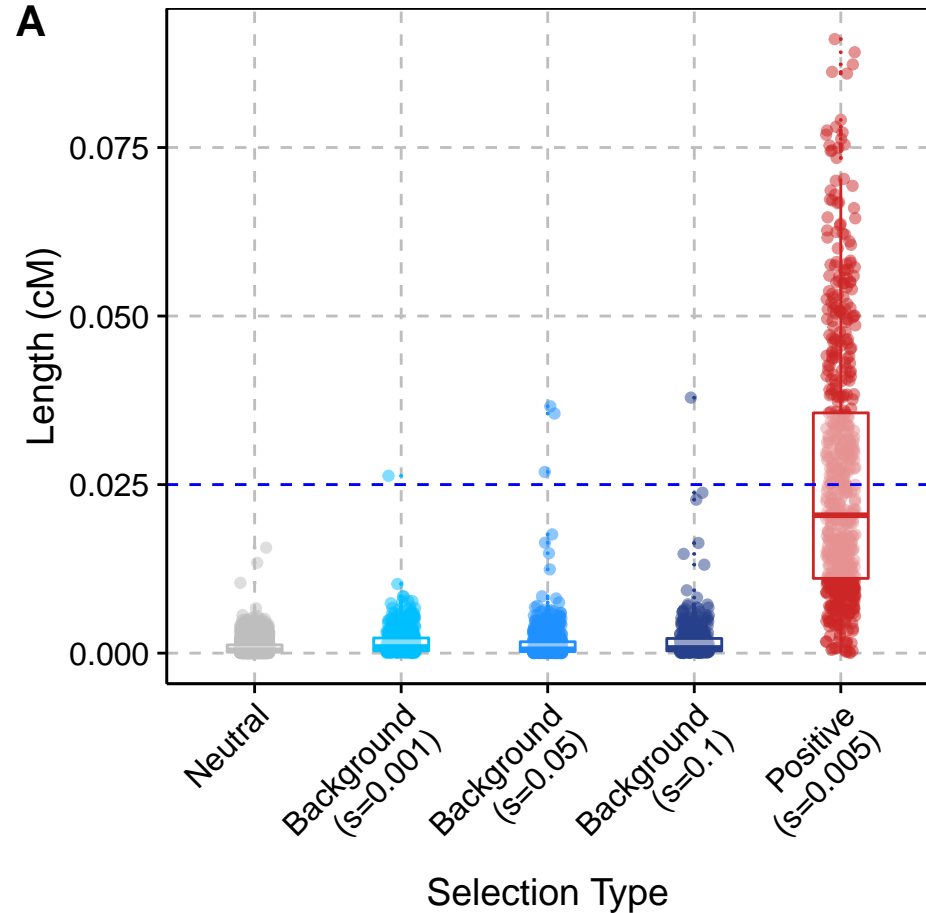 A
Length (cM)
0.075
0.050
0.025
0.000
Neutral
Background
(s=0.001)
Background
(s=0.05)
Background
(s=0.1)
Positive
(s=0.005)
Selection Type